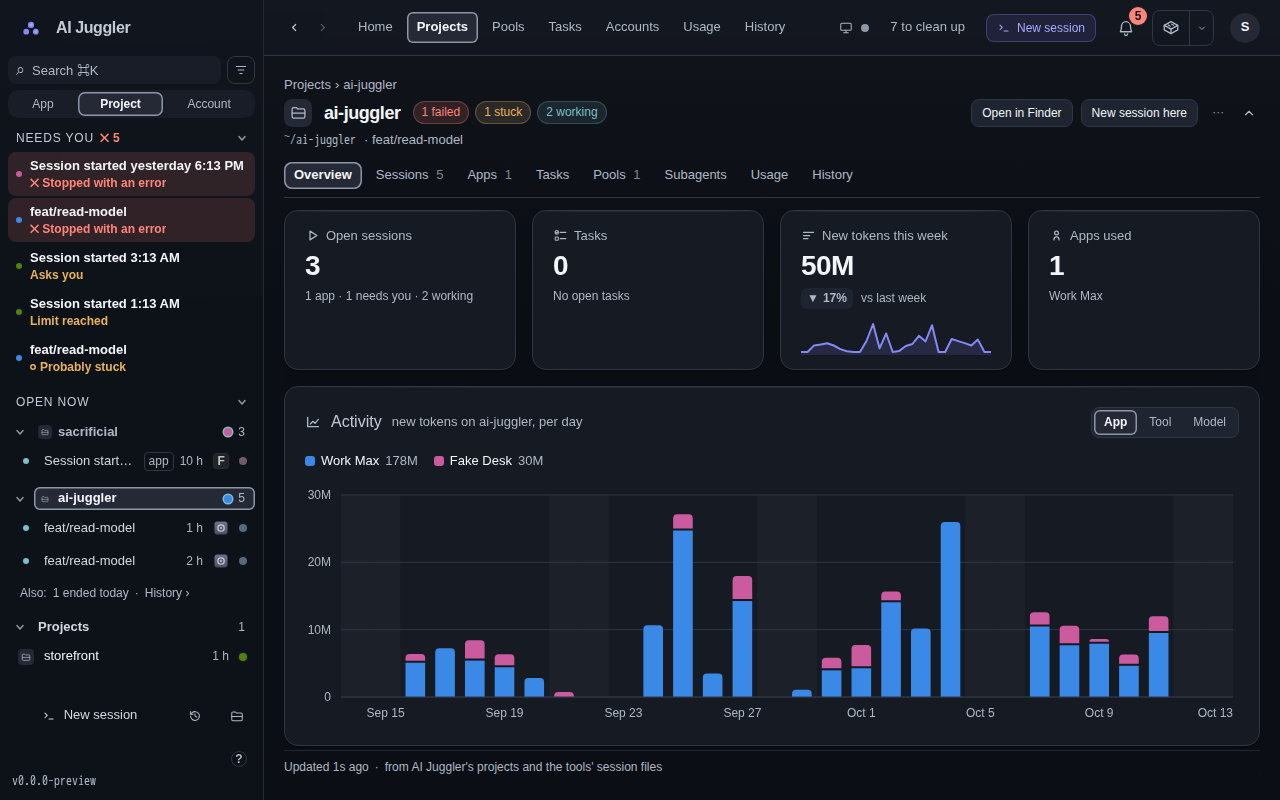 AI Juggler
Search ⌘K
App Project Account
NEEDS YOU 5
Session started yesterday 6:13 PM
Stopped with an error
feat/read-model
Stopped with an error
Session started 3:13 AM
Asks you
Session started 1:13 AM
Limit reached
feat/read-model
Probably stuck
OPEN NOW
sacrificial 3
Session start… app 10 h F
ai-juggler 5
feat/read-model 1 h
feat/read-model 2 h
Also: 1 ended today · History ›
Projects 1
storefront 1 h
New session
?
v0.0.0-preview
Home Projects Pools Tasks Accounts Usage History
7 to clean up
New session
5
S
Projects › ai-juggler
ai-juggler 1 failed 1 stuck 2 working
Open in Finder New session here ···
~/ai-juggler · feat/read-model
Overview Sessions 5 Apps 1 Tasks Pools 1 Subagents Usage History
Open sessions
3
1 app · 1 needs you · 2 working
Tasks
0
No open tasks
New tokens this week
50M
▼ 17% vs last week
Apps used
1
Work Max
Activity new tokens on ai-juggler, per day
App Tool Model
Work Max 178M Fake Desk 30M
30M
20M
10M
0
Sep 15 Sep 19 Sep 23 Sep 27 Oct 1 Oct 5 Oct 9 Oct 13
Updated 1s ago · from AI Juggler's projects and the tools' session files